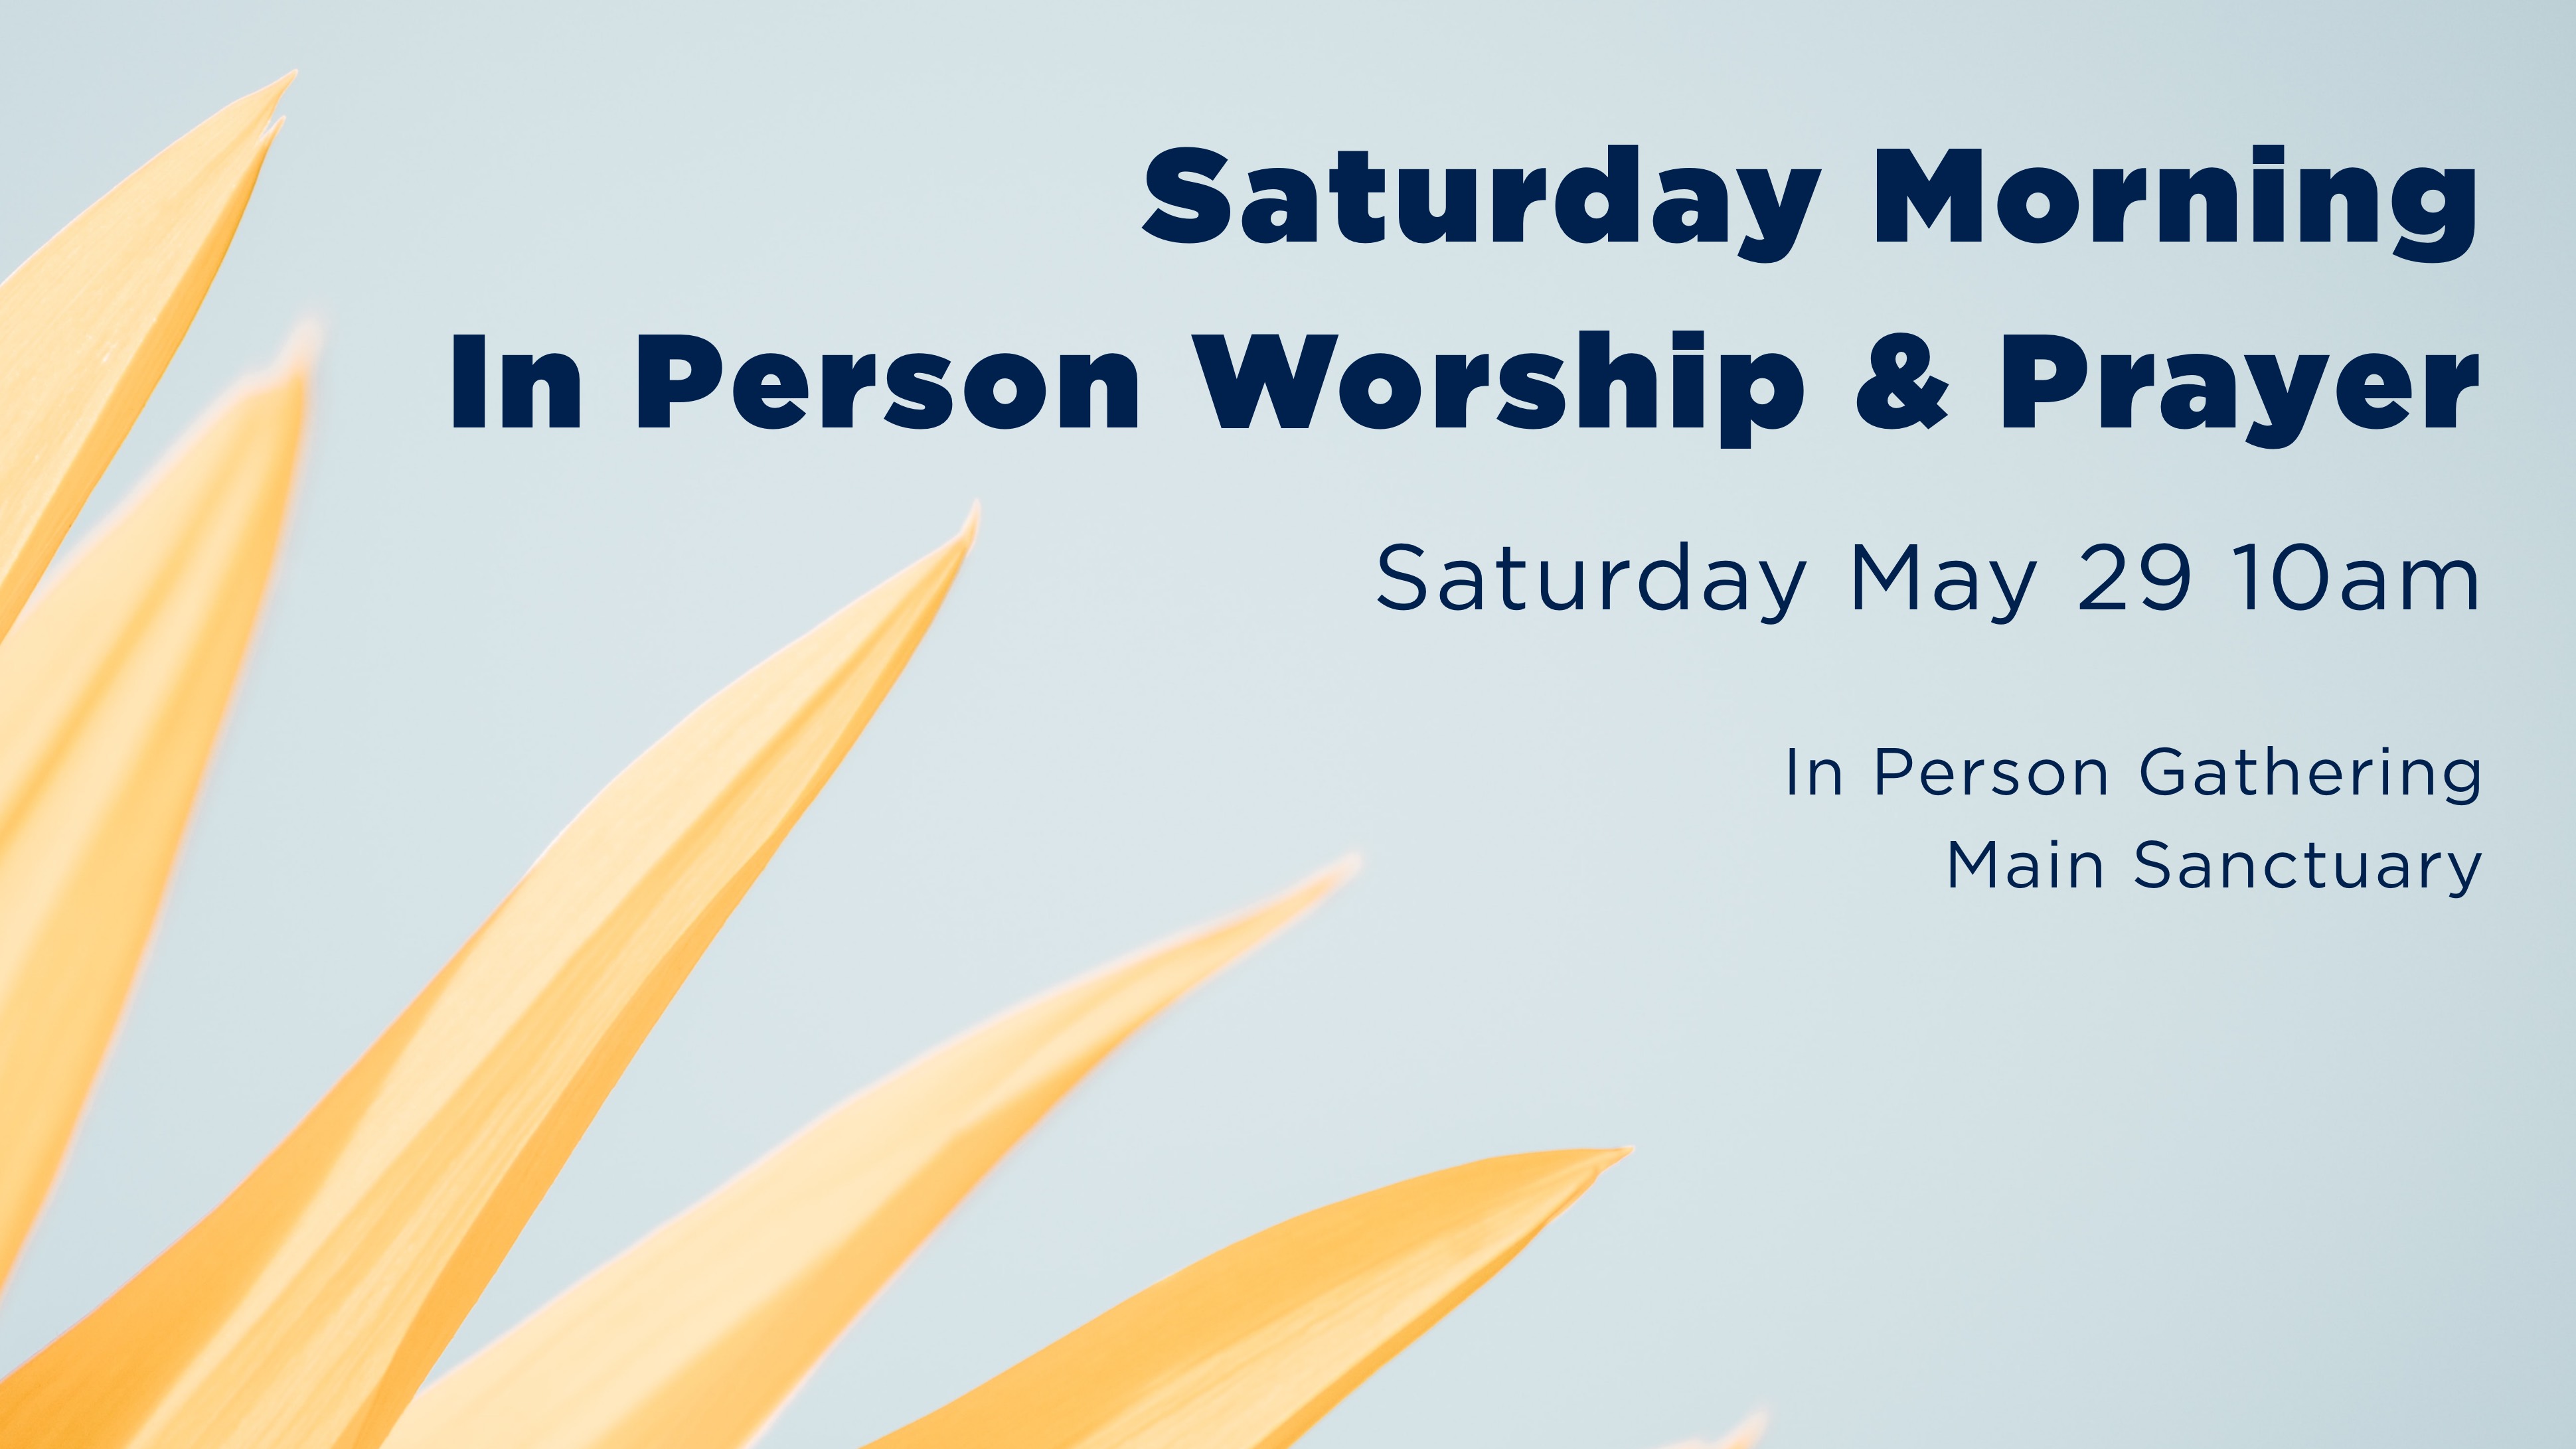 Saturday Morning
In Person Worship & Prayer
Saturday May 29 10am
In Person Gathering
Main Sanctuary